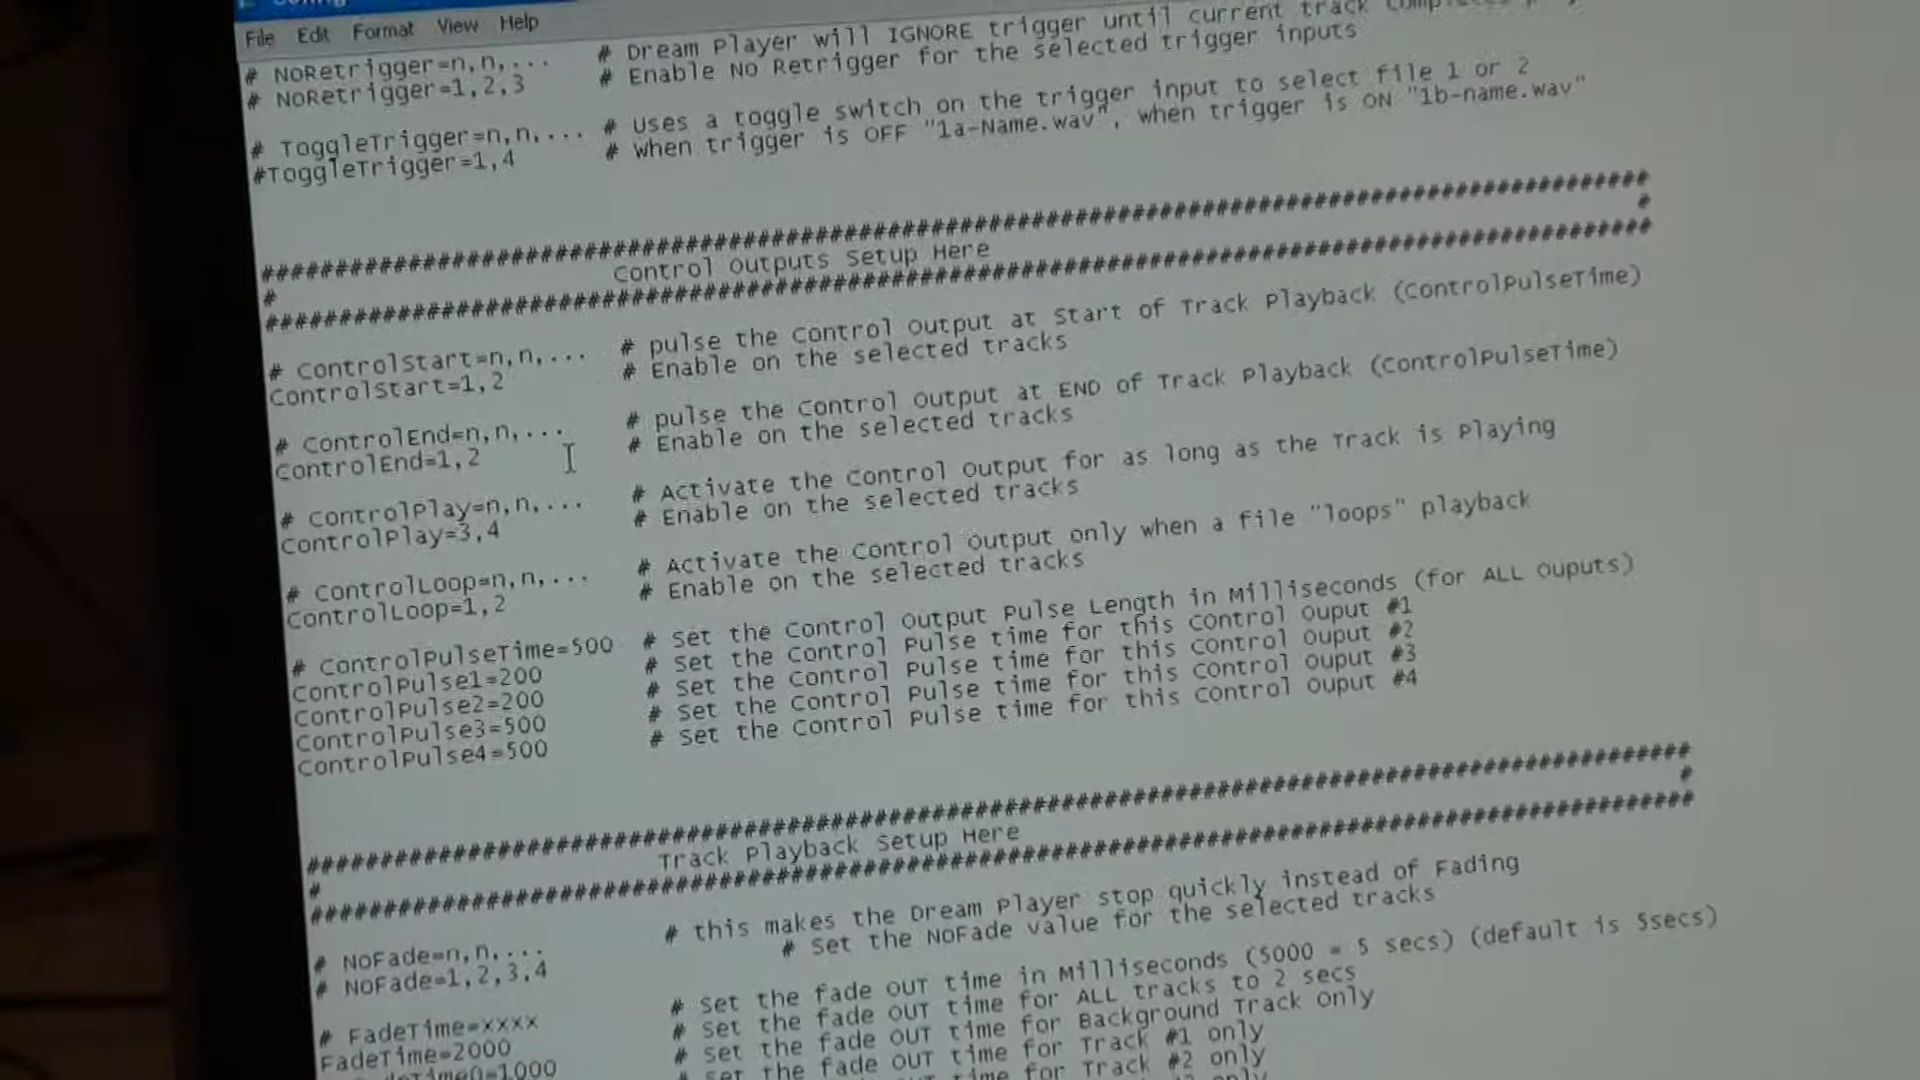 File Edit Format View Help
# Dream Player will IGNORE trigger until current track
# NoRetrigger=n,n,... # Enable No Retrigger for the selected trigger inputs
# NoRetrigger=1,2,3
# ToggleTrigger=n,n,... # Uses a toggle switch on the trigger input to select file 1 or 2
#ToggleTrigger=1,4 # When trigger is OFF "1a-Name.wav", when trigger is ON "1b-name.wav"
################################################################
# Control Outputs Setup Here #
################################################################
# ControlStart=n,n,... # pulse the Control Output at Start of Track Playback (ControlPulseTime)
ControlStart=1,2 # Enable on the selected tracks
# ControlEnd=n,n,... # pulse the Control Output at END of Track Playback (ControlPulseTime)
ControlEnd=1,2 # Enable on the selected tracks
# ControlPlay=n,n,... # Activate the Control Output for as long as the Track is Playing
ControlPlay=3,4 # Enable on the selected tracks
# ControlLoop=n,n,... # Activate the Control Output only when a file "loops" playback
ControlLoop=1,2 # Enable on the selected tracks
# ControlPulseTime=500 # Set the Control Output Pulse Length in Milliseconds (for ALL Ouputs)
ControlPulse1=200 # Set the Control Pulse time for this Control Ouput #1
ControlPulse2=200 # Set the Control Pulse time for this Control Ouput #2
ControlPulse3=500 # Set the Control Pulse time for this Control Ouput #3
ControlPulse4=500 # Set the Control Pulse time for this Control Ouput #4
################################################################
# Track Playback Setup Here #
################################################################
# NoFade=n,n,... # this makes the Dream Player stop quickly instead of Fading
# NoFade=1,2,3,4 # Set the NoFade value for the selected tracks
# FadeTime=xxxx # Set the fade OUT time in Milliseconds (5000 = 5 secs) (default is 5secs)
FadeTime=2000 # Set the fade OUT time for ALL tracks to 2 secs
FadeTime0=1000 # Set the fade OUT time for Background Track only
# Set the fade OUT time for Track #1 only
Set the fade OUT time for Track #2 only